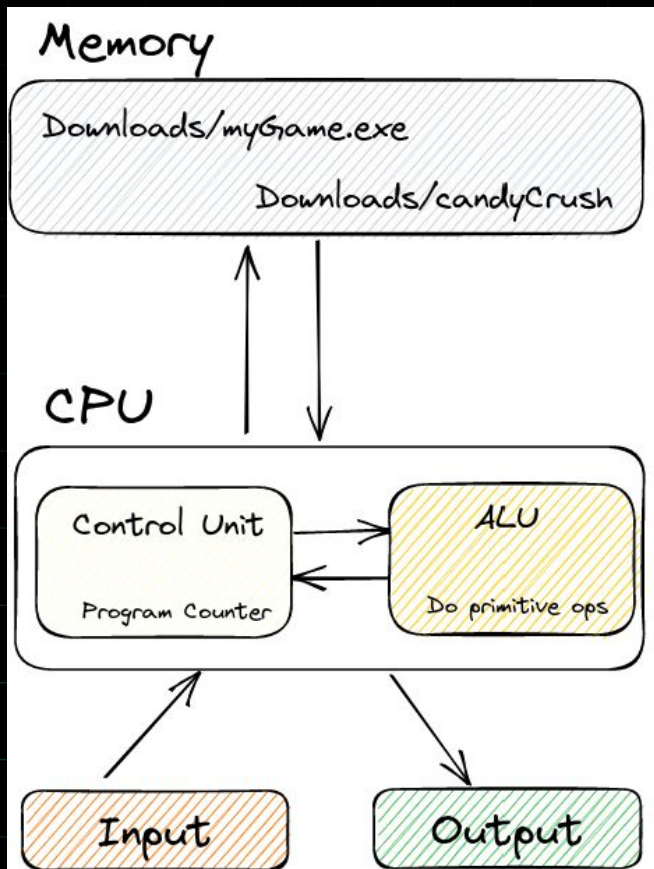 Memory
Downloads/myGame.exe
Downloads/candyCrush
CPU
Control Unit
Program Counter
ALU
Do primitive ops
Input
Output